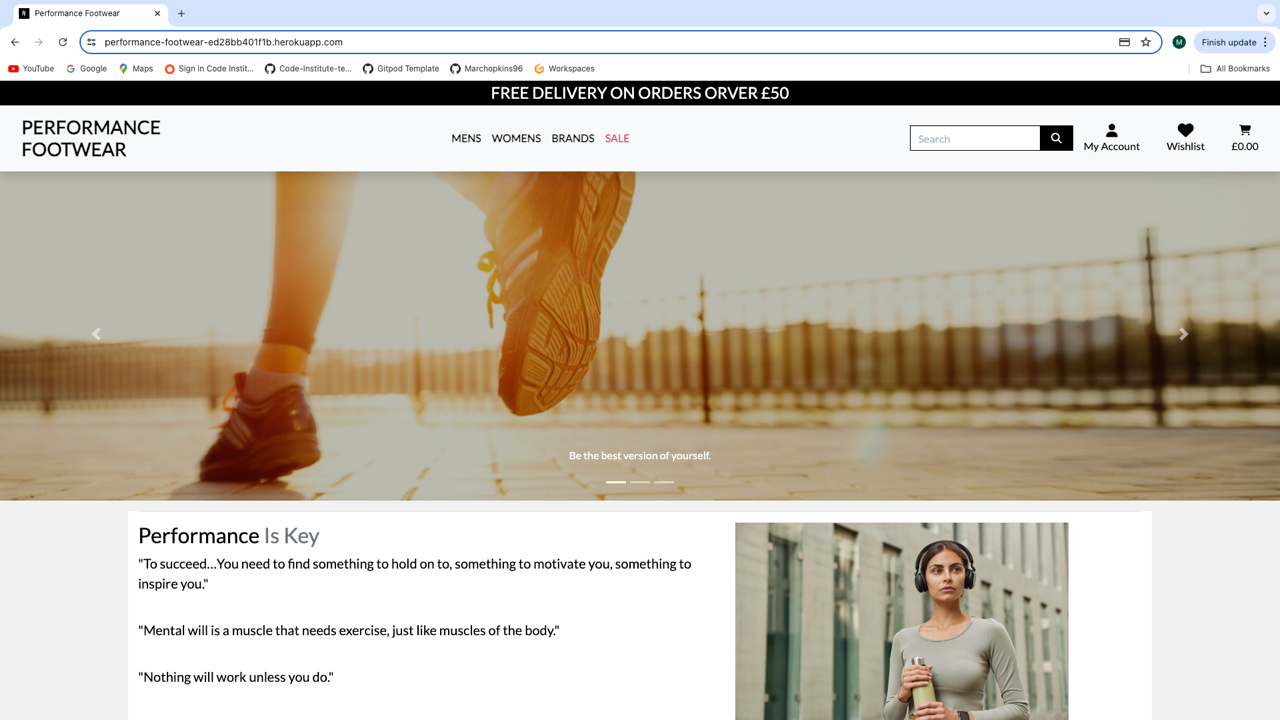 Performance Footwear
performance-footwear-ed28bb401f1b.herokuapp.com
M
Finish update
YouTube
Google
Maps
Sign in Code Instit...
Code-Institute-te...
Gitpod Template
Marchopkins96
Workspaces
All Bookmarks
FREE DELIVERY ON ORDERS ORVER £50
PERFORMANCE
FOOTWEAR
MENS
WOMENS
BRANDS
SALE
Search
My Account
Wishlist
£0.00
Be the best version of yourself.
Performance Is Key
"To succeed...You need to find something to hold on to, something to motivate you, something to
inspire you."
"Mental will is a muscle that needs exercise, just like muscles of the body."
"Nothing will work unless you do."